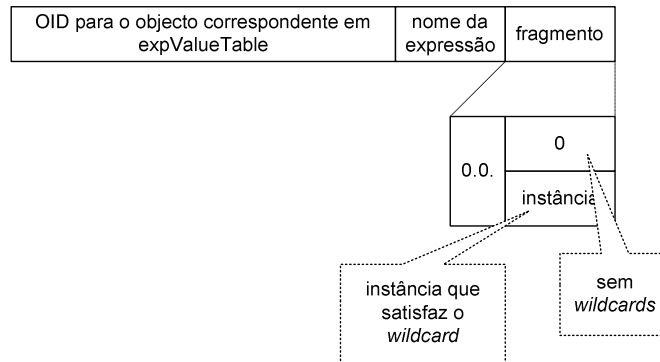 OID para o objecto correspondente em
expValueTable
nome da
expressão
fragmento
0.0.
0
instância
instância que
satisfaz o
wildcard
sem
wildcards